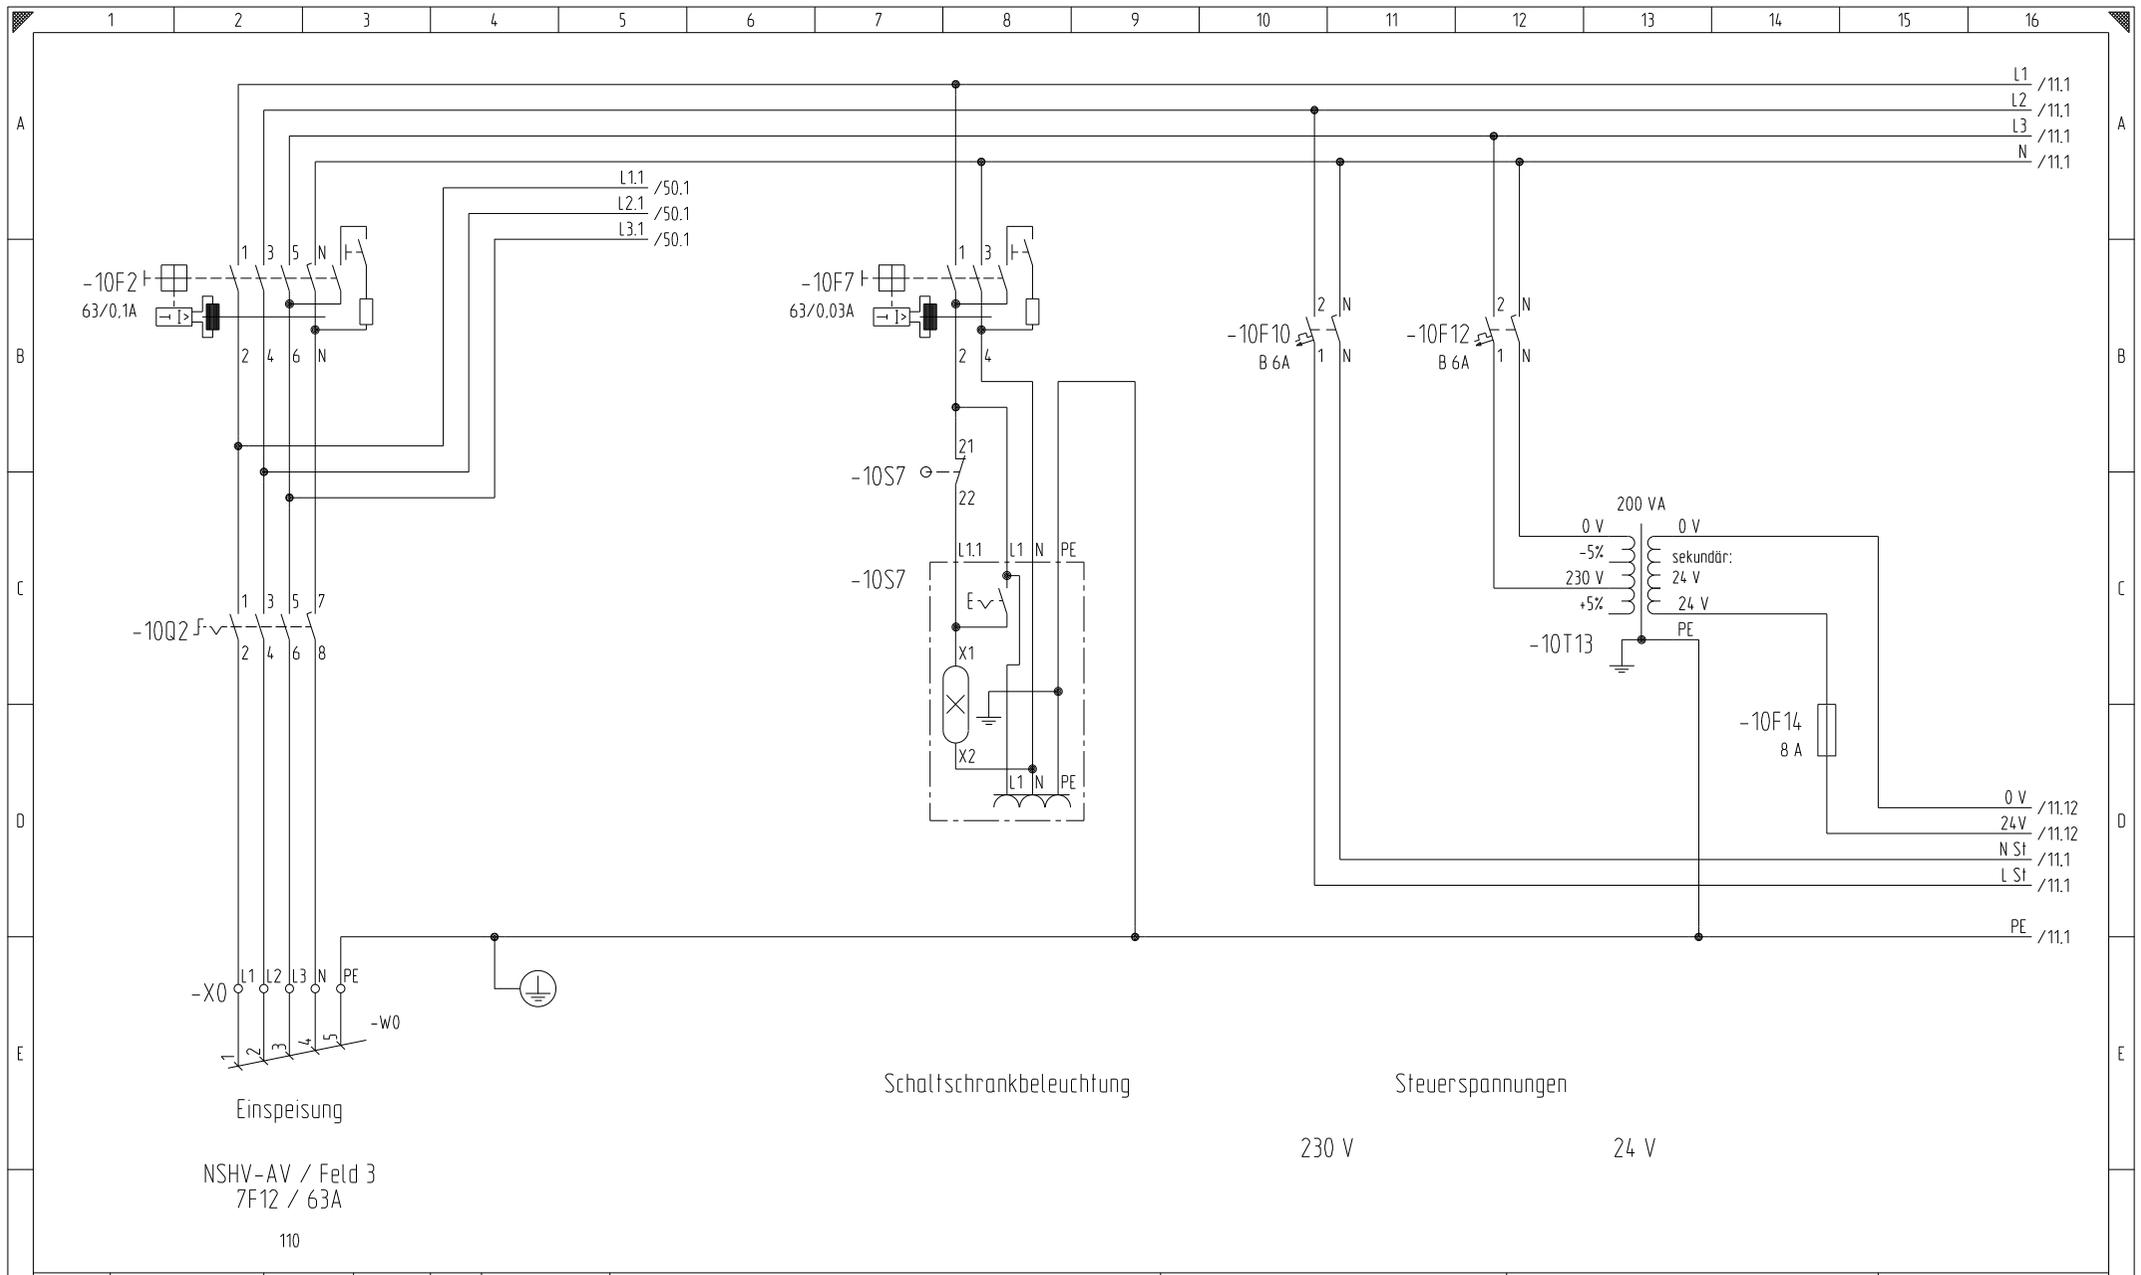 1 2 3 4 5 6 7 8 9 10 11 12 13 14 15 16
L1 /11.1
L2 /11.1
A A
L3 /11.1
N /11.1
L1.1 /50.1
L2.1 /50.1
L3.1 /50.1
1 3 5 N
-10F2
63/0,1A
2 4 6 N
1 3
-10F7
63/0,03A
2 4
2 N
-10F10
B 6A
1 N
2 N
-10F12
B 6A
1 N
B B
21
-10S7
22
L1.1 L1 N PE
-10S7
E
X1
X2
L1 N PE
200 VA
0 V 0 V
-5% sekundär:
230 V 24 V
+5% 24 V
PE
-10T13
C C
1 3 5 7
-10Q2
2 4 6 8
-10F14
8 A
0 V /11.12
24V /11.12
D D
N St /11.1
L St /11.1
PE /11.1
L1 L2 L3 N PE
-X0
-W0
1 2 3 4 5
E E
Schaltschrankbeleuchtung
Steuerspannungen
Einspeisung
230 V
24 V
NSHV-AV / Feld 3
7F12 / 63A
110